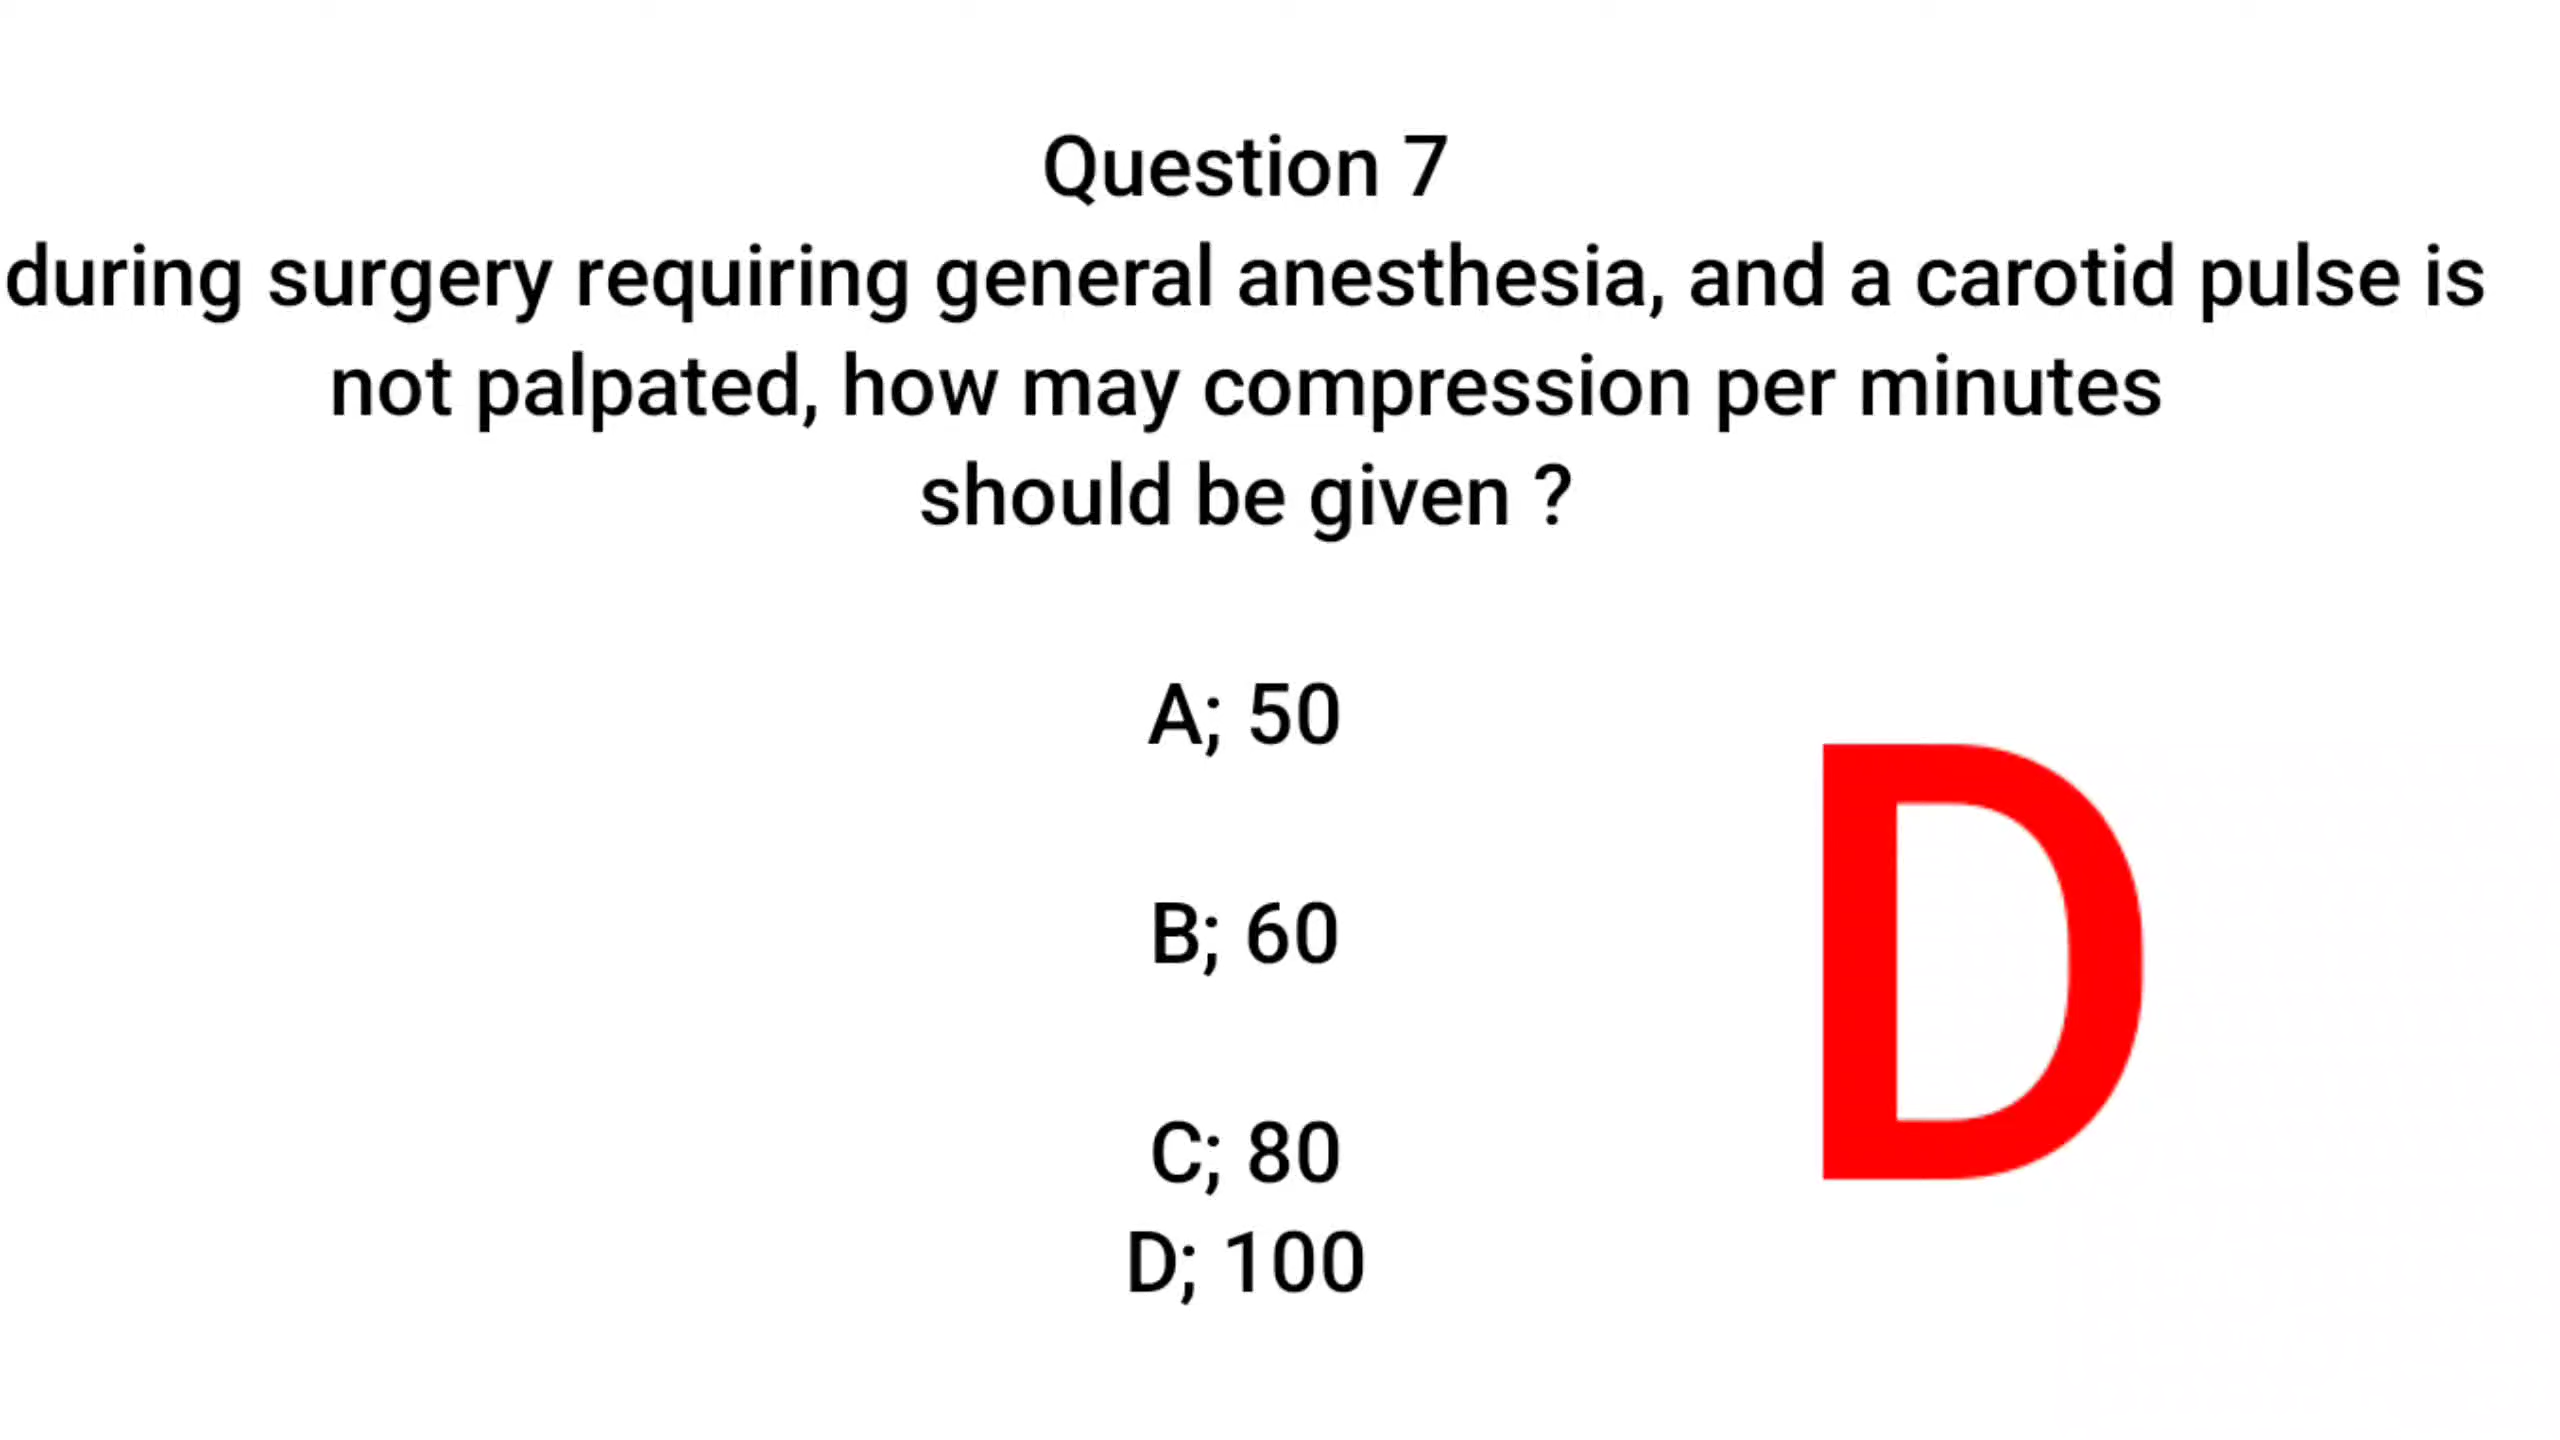 Question 7
during surgery requiring general anesthesia, and a carotid pulse is
not palpated, how may compression per minutes
should be given ?
A; 50
B; 60
C; 80
D; 100
D